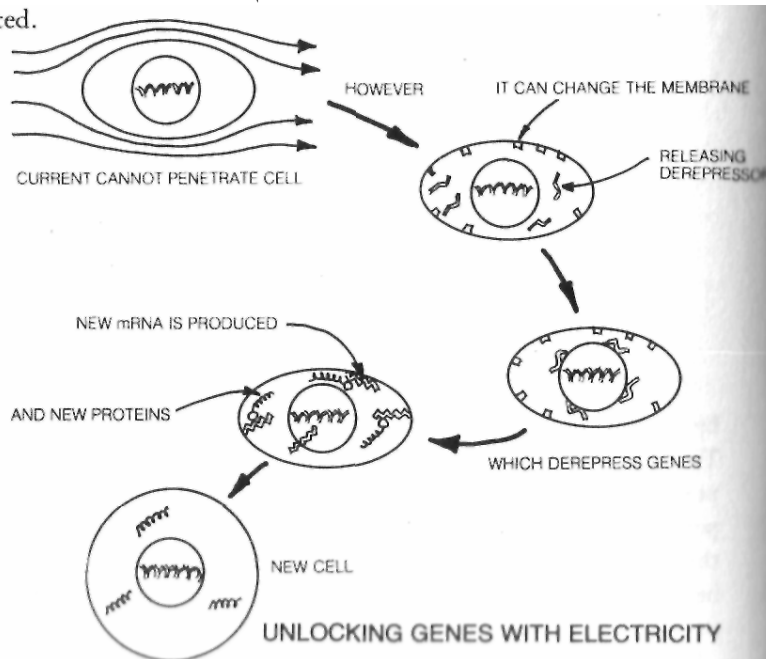 red.
HOWEVER
IT CAN CHANGE THE MEMBRANE
CURRENT CANNOT PENETRATE CELL
RELEASING
DEREPRESSOR
NEW mRNA IS PRODUCED
AND NEW PROTEINS
WHICH DEREPRESS GENES
NEW CELL
UNLOCKING GENES WITH ELECTRICITY